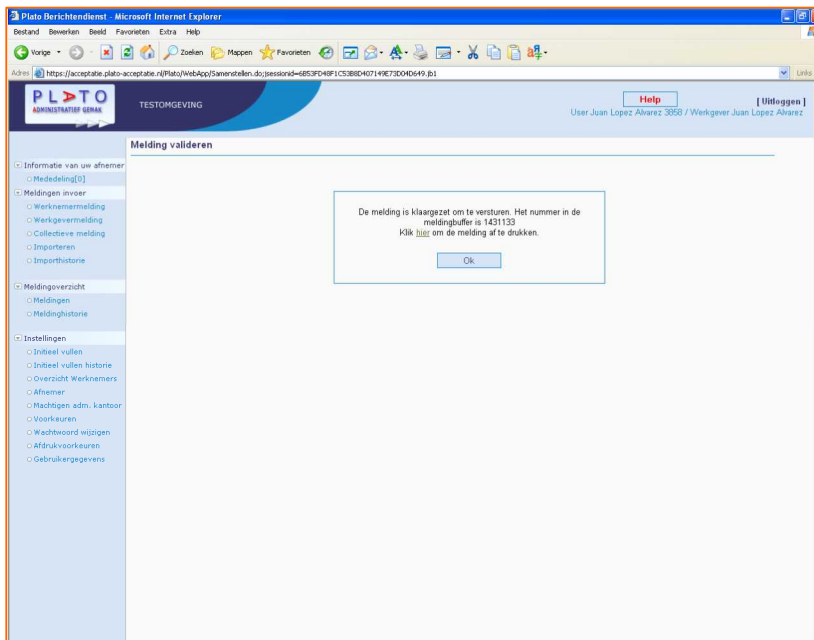 Plato Berichtendienst - Microsoft Internet Explorer
Bestand Bewerken Beeld Favorieten Extra Help
Vorige Zoeken Mappen Favorieten
Adres https://acceptatie.plato-acceptatie.nl/Plato/WebApp/Samenstellen.do;jsessionid=6B53FD48F1C53B8D407149E73D04D649.jb1 Links
PLATO
ADMINISTRATIEF GEMAK
TESTOMGEVING
Help
[ Uitloggen ]
User Juan Lopez Alvarez 3658 / Werkgever Juan Lopez Alvarez
Melding valideren
Informatie van uw afnemer
Mededeling[0]
Meldingen invoer
Werknemermelding
Werkgevermelding
Collectieve melding
Importeren
Importhistorie
Meldingoverzicht
Meldingen
Meldinghistorie
Instellingen
Initieel vullen
Initieel vullen historie
Overzicht Werknemers
Afnemer
Machtigen adm. kantoor
Voorkeuren
Wachtwoord wijzigen
Afdrukvoorkeuren
Gebruikergegevens
De melding is klaargezet om te versturen. Het nummer in de
meldingbuffer is 1431133
Klik hier om de melding af te drukken.
Ok